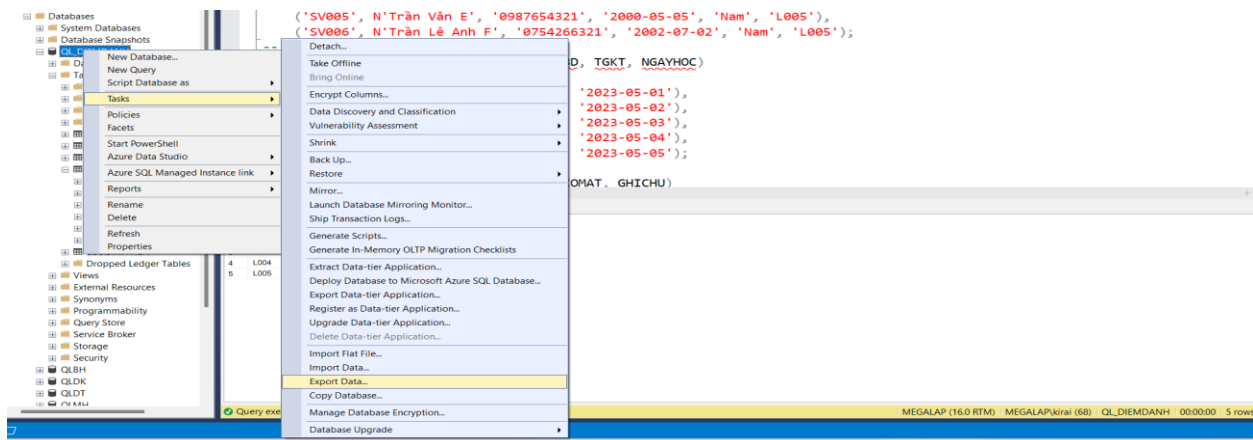 Databases
System Databases
Database Snapshots
QL_DIEMDANH
New Database...
New Query
Script Database as
Tasks
Policies
Facets
Start PowerShell
Azure Data Studio
Azure SQL Managed Instance link
Reports
Rename
Delete
Refresh
Properties
Dropped Ledger Tables
Views
External Resources
Synonyms
Programmability
Query Store
Service Broker
Storage
Security
QLBH
QLDK
QLDT
Detach...
Take Offline
Bring Online
Encrypt Columns...
Data Discovery and Classification
Vulnerability Assessment
Shrink
Back Up...
Restore
Mirror...
Launch Database Mirroring Monitor...
Ship Transaction Logs...
Generate Scripts...
Generate In-Memory OLTP Migration Checklists
Extract Data-tier Application...
Deploy Database to Microsoft Azure SQL Database...
Export Data-tier Application...
Register as Data-tier Application...
Upgrade Data-tier Application...
Delete Data-tier Application...
Import Flat File...
Import Data...
Export Data...
Copy Database...
Manage Database Encryption...
Database Upgrade
('SV005', N'Trần Văn E', '0987654321', '2000-05-05', 'Nam', 'L005'),
('SV006', N'Trần Lê Anh F', '0754266321', '2002-07-02', 'Nam', 'L005');
TGKT, NGAYHOC)
'2023-05-01'),
'2023-05-02'),
'2023-05-03'),
'2023-05-04'),
'2023-05-05');
OMAT, GHICHU)
4 L004
5 L005
Query exe
MEGALAP (16.0 RTM) MEGALAP\kirai (68) QL_DIEMDANH 00:00:00 5 rows